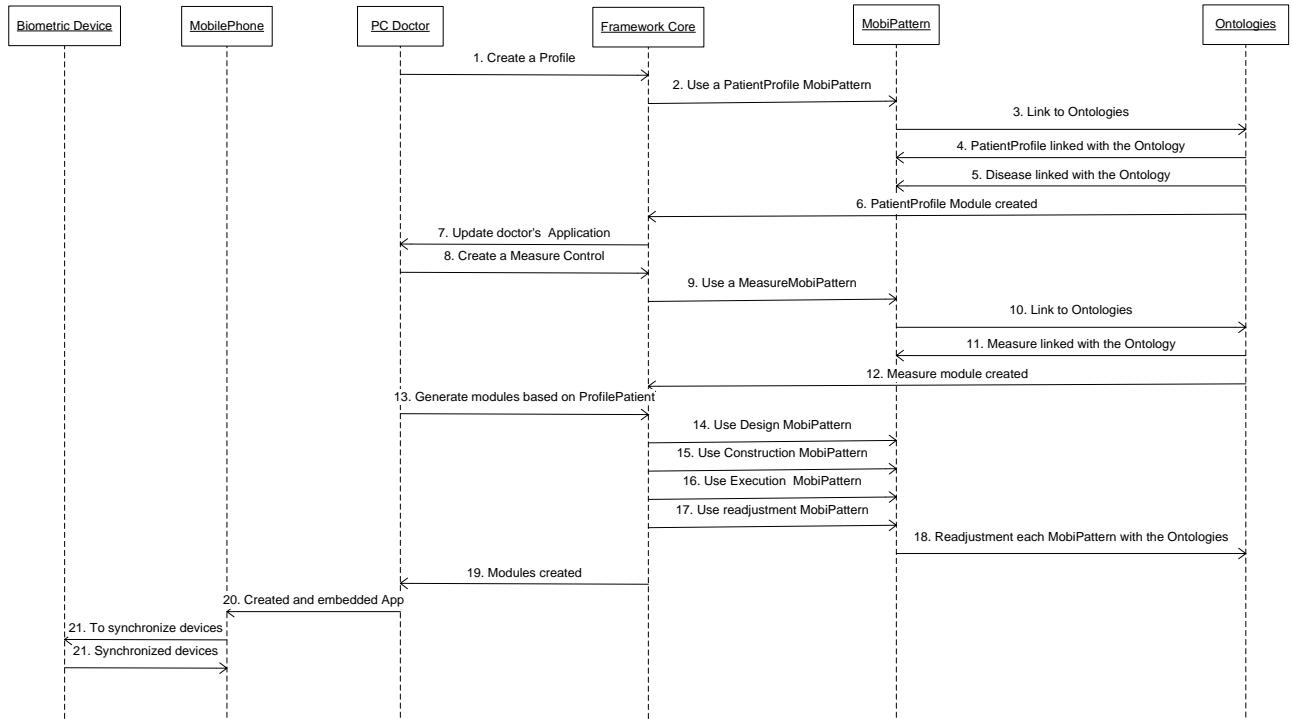 Biometric Device
MobilePhone
PC Doctor
Framework Core
MobiPattern
Ontologies
1. Create a Profile
2. Use a PatientProfile MobiPattern
3. Link to Ontologies
4. PatientProfile linked with the Ontology
5. Disease linked with the Ontology
6. PatientProfile Module created
7. Update doctor's Application
8. Create a Measure Control
9. Use a MeasureMobiPattern
10. Link to Ontologies
11. Measure linked with the Ontology
12. Measure module created
13. Generate modules based on ProfilePatient
14. Use Design MobiPattern
15. Use Construction MobiPattern
16. Use Execution MobiPattern
17. Use readjustment MobiPattern
18. Readjustment each MobiPattern with the Ontologies
19. Modules created
20. Created and embedded App
21. To synchronize devices
21. Synchronized devices